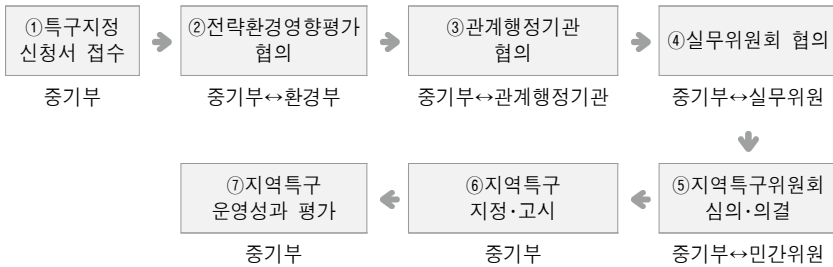 ①특구지정
신청서 접수
중기부
②전략환경영향평가
협의
중기부↔환경부
③관계행정기관
협의
중기부↔관계행정기관
④실무위원회 협의
중기부↔실무위원
⑤지역특구위원회
심의·의결
중기부↔민간위원
⑥지역특구
지정·고시
중기부
⑦지역특구
운영성과 평가
중기부